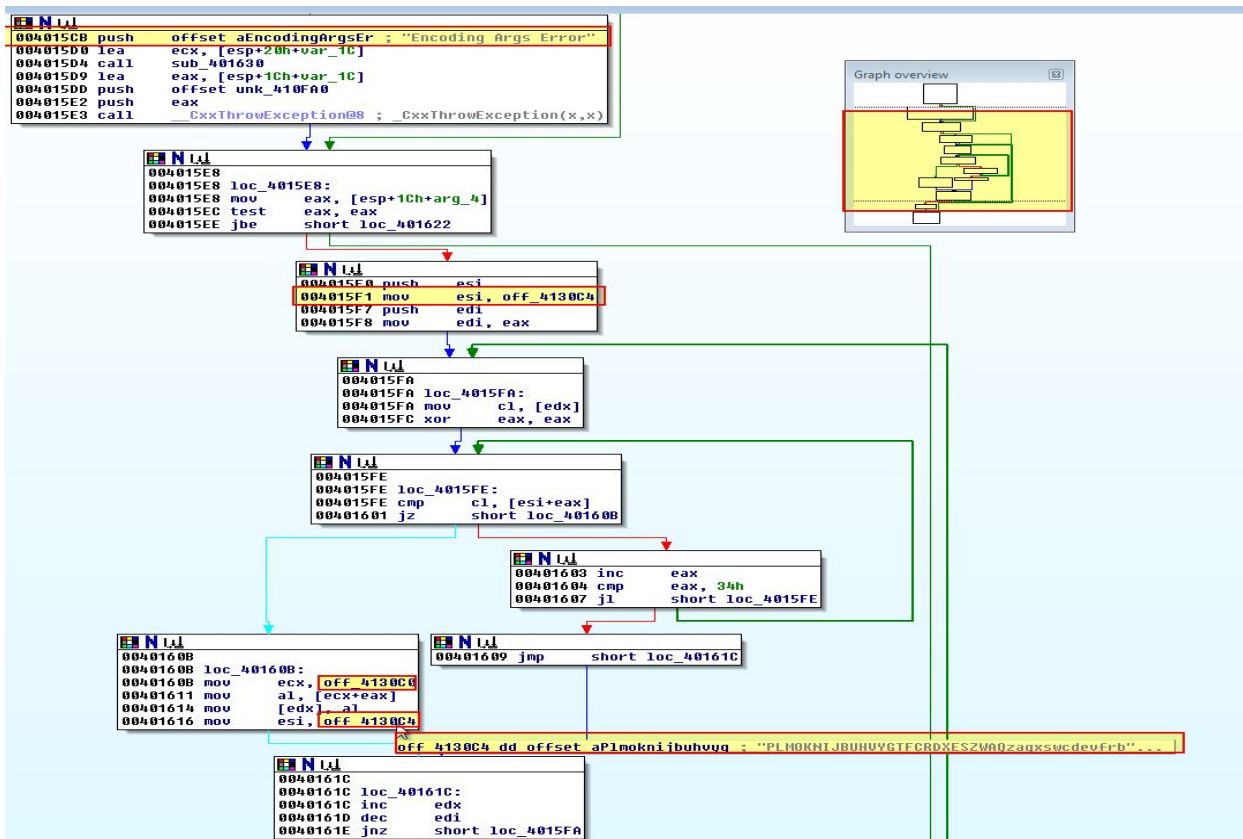 004015CB push offset aEncodingArgsEr ; "Encoding Args Error"
004015D0 lea ecx, [esp+20h+var_1C]
004015D4 call sub_401630
004015D9 lea eax, [esp+1Ch+var_1C]
004015DD push offset unk_410FA0
004015E2 push eax
004015E3 call __CxxThrowException@8 ; _CxxThrowException(x,x)
Graph overview
004015E8
004015E8 loc_4015E8:
004015E8 mov eax, [esp+1Ch+arg_4]
004015EC test eax, eax
004015EE jbe short loc_401622
004015F0 push esi
004015F1 mov esi, off_4130C4
004015F7 push edi
004015F8 mov edi, eax
004015FA
004015FA loc_4015FA:
004015FA mov cl, [edx]
004015FC xor eax, eax
004015FE
004015FE loc_4015FE:
004015FE cmp cl, [esi+eax]
00401601 jz short loc_40160B
00401603 inc eax
00401604 cmp eax, 34h
00401607 jl short loc_4015FE
0040160B
0040160B loc_40160B:
0040160B mov ecx, off_4130C0
00401611 mov al, [ecx+eax]
00401614 mov [edx], al
00401616 mov esi, off_4130C4
00401609 jmp short loc_40161C
off_4130C4 dd offset aPlmoknijbuhvyg ; "PLMOKNIJBUHVYGTFCRDXESZWAQzaqxswcdevfrb"...
0040161C
0040161C loc_40161C:
0040161C inc edx
0040161D dec edi
0040161E jnz short loc_4015FA